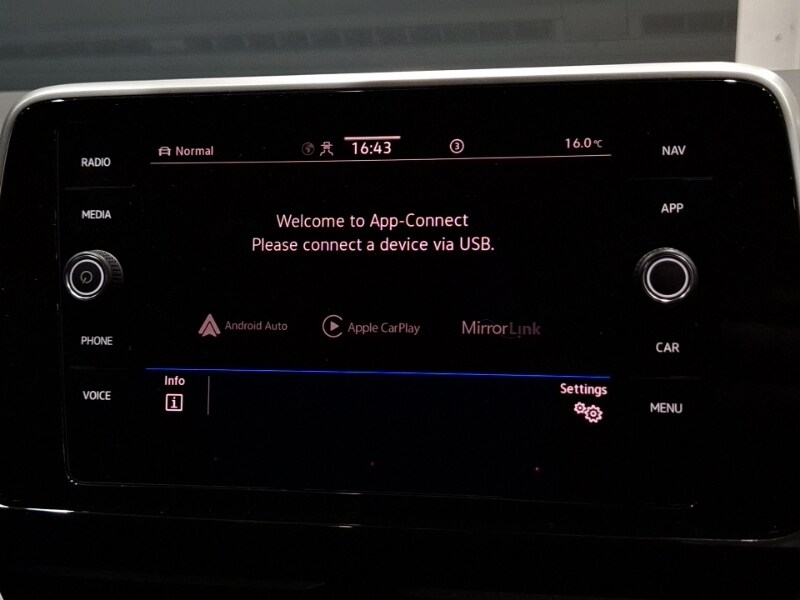 RADIO
MEDIA
PHONE
VOICE
Normal
16:43
3
16.0°C
Welcome to App-Connect
Please connect a device via USB.
Android Auto
Apple CarPlay
MirrorLink
Info
i
Settings
NAV
APP
CAR
MENU